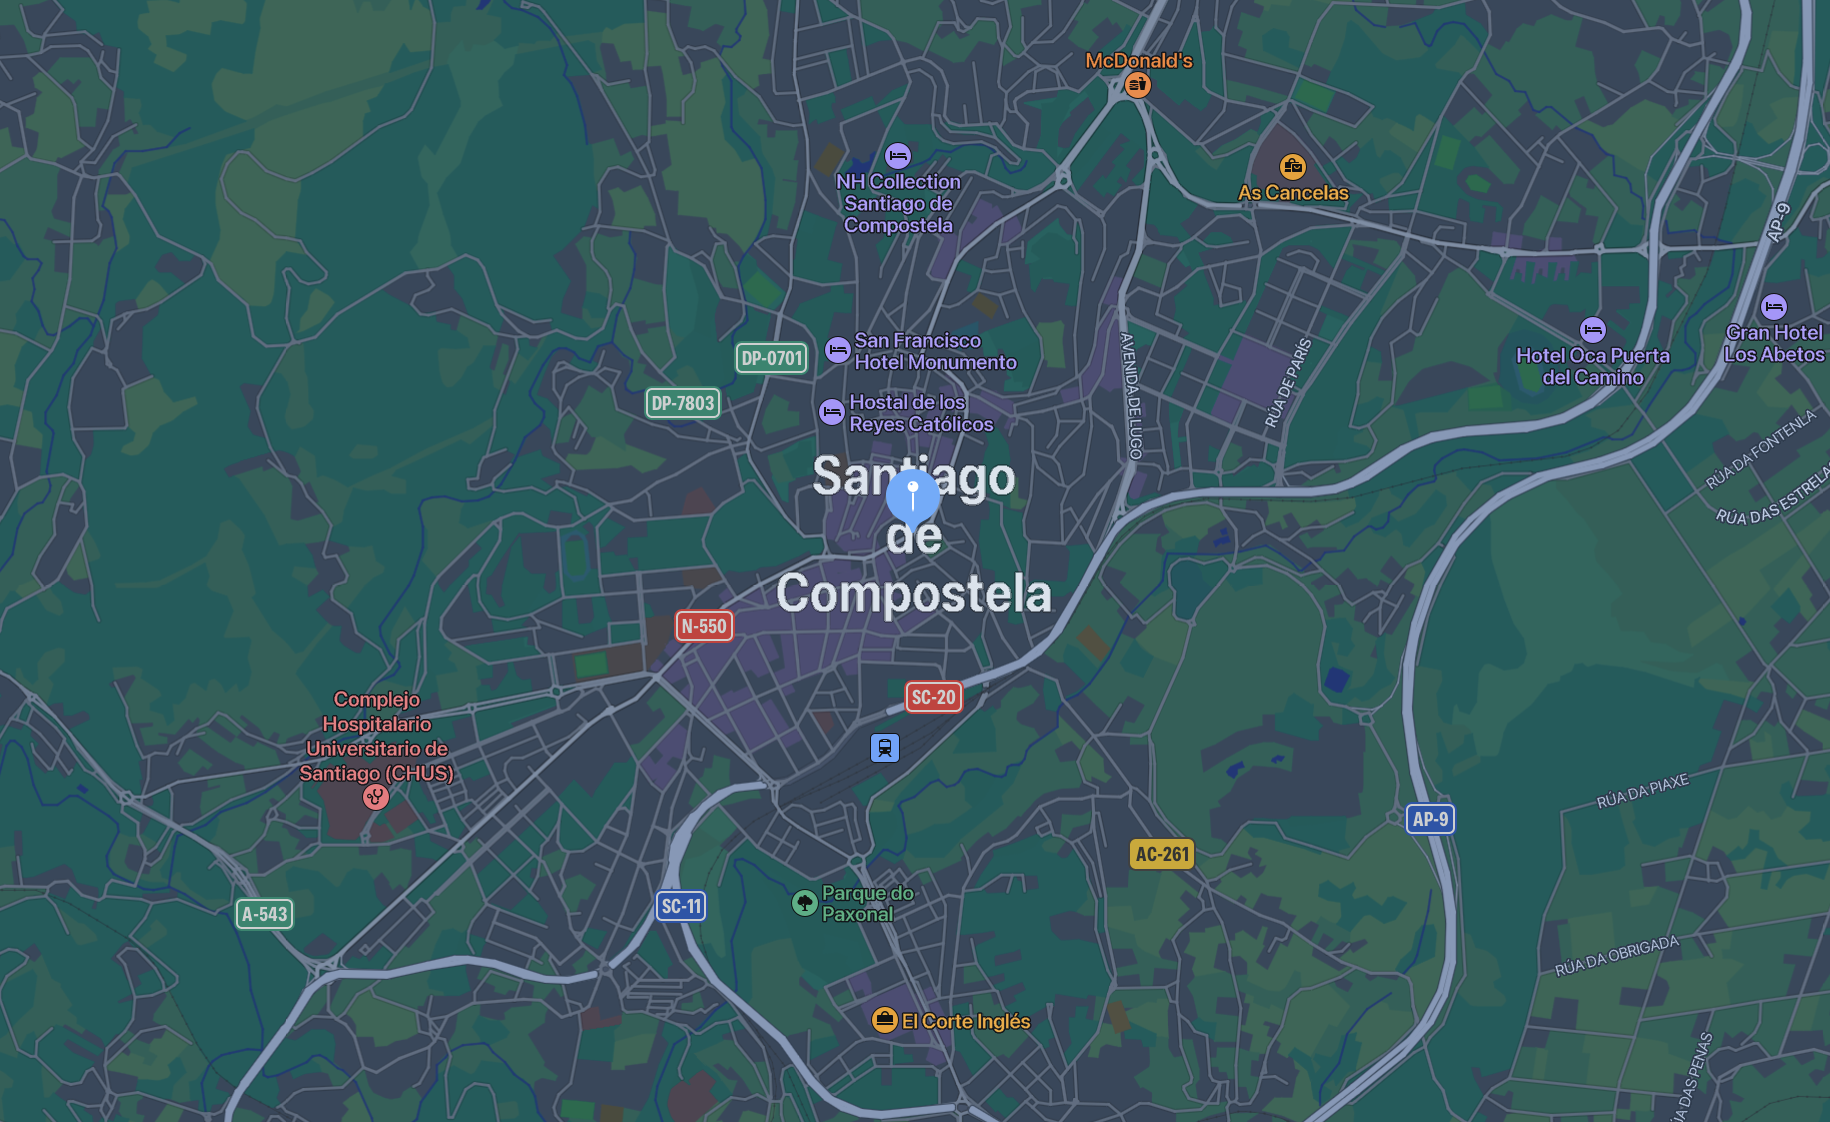 McDonald's
NH Collection
Santiago de
Compostela
As Cancelas
AP-9
San Francisco
Hotel Monumento
DP-0701
DP-7803
Hostal de los
Reyes Católicos
AVENIDA DE LUGO
RÚA DE PARÍS
Hotel Oca Puerta
del Camino
Gran Hotel
Los Abetos
RÚA DA FONTENLA
RÚA DAS ESTRELA
Santiago
de
Compostela
N-550
SC-20
Complejo
Hospitalario
Universitario de
Santiago (CHUS)
RÚA DA PIAXE
AP-9
AC-261
A-543
SC-11
Parque do
Paxonal
RÚA DA OBRIGADA
El Corte Inglés
ÚA DAS PENAS